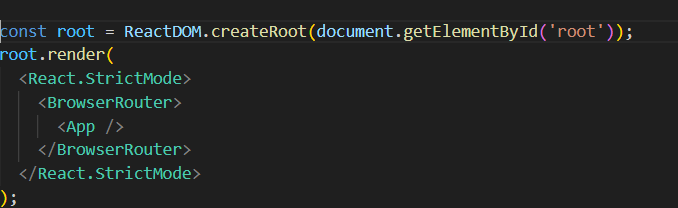 const root = ReactDOM.createRoot(document.getElementById('root'));
root.render(
  <React.StrictMode>
    <BrowserRouter>
      <App />
    </BrowserRouter>
  </React.StrictMode>
);